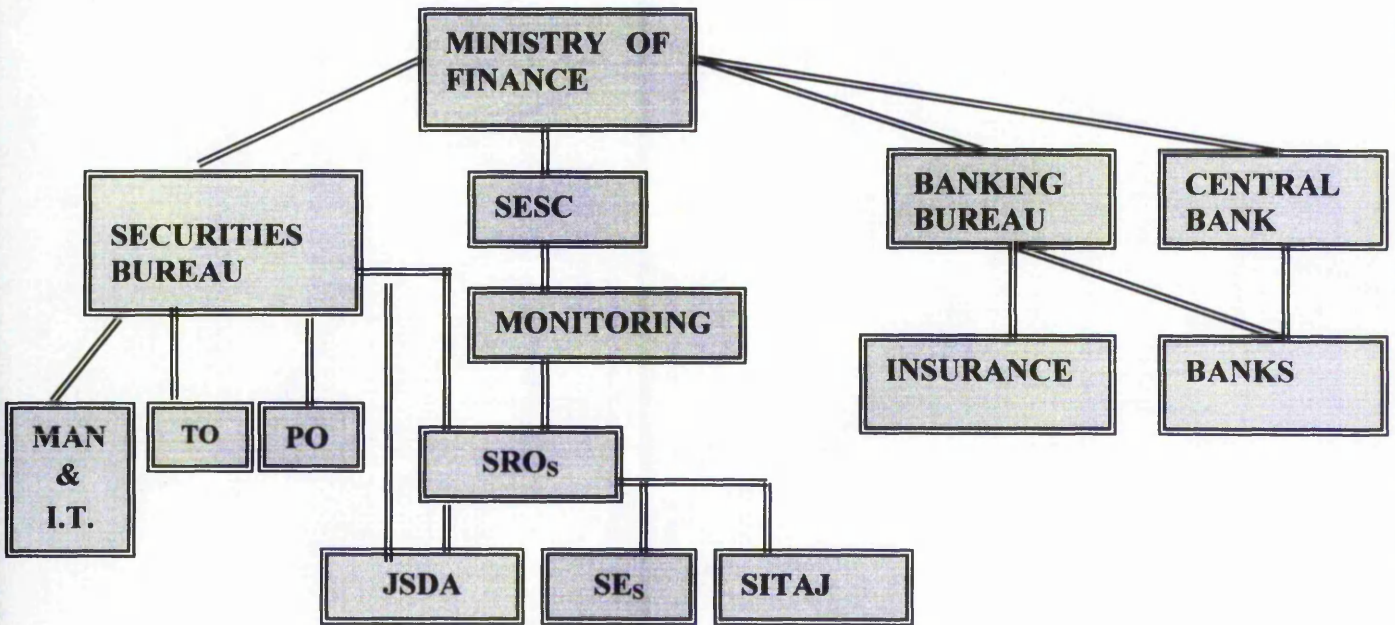 MINISTRY OF
FINANCE
SECURITIES
BUREAU
SESC
BANKING
BUREAU
CENTRAL
BANK
MONITORING
INSURANCE
BANKS
MAN
&
I.T.
TO
PO
SROS
JSDA
SES
SITAJ